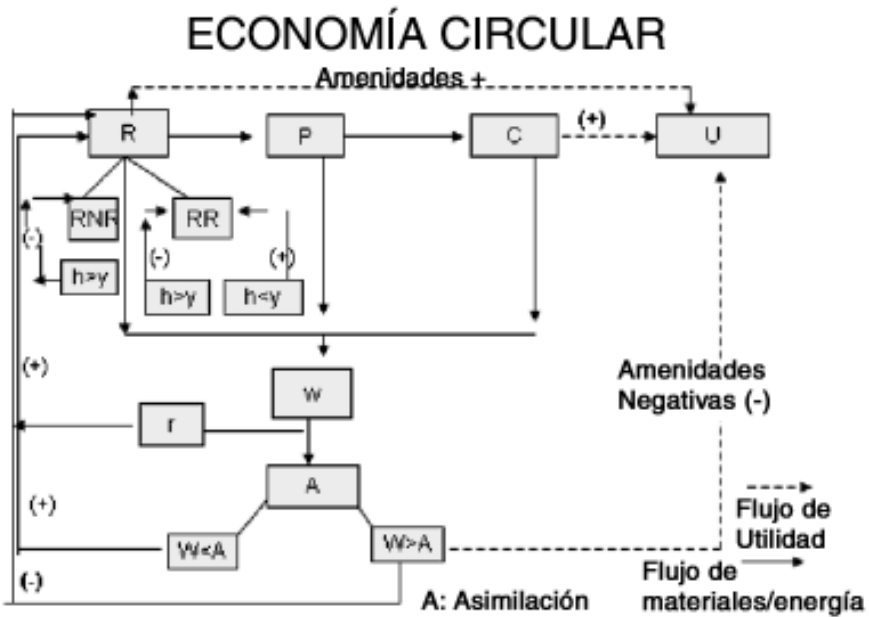 ECONOMÍA CIRCULAR
Amenidades +
R
P
C
(+)
U
RNR
RR
(-)
(-)
(+)
h>y
h>y
h<y
(+)
w
Amenidades
Negativas (-)
r
A
(+)
W<A
W>A
Flujo de
Utilidad
(-)
A: Asimilación
Flujo de
materiales/energía